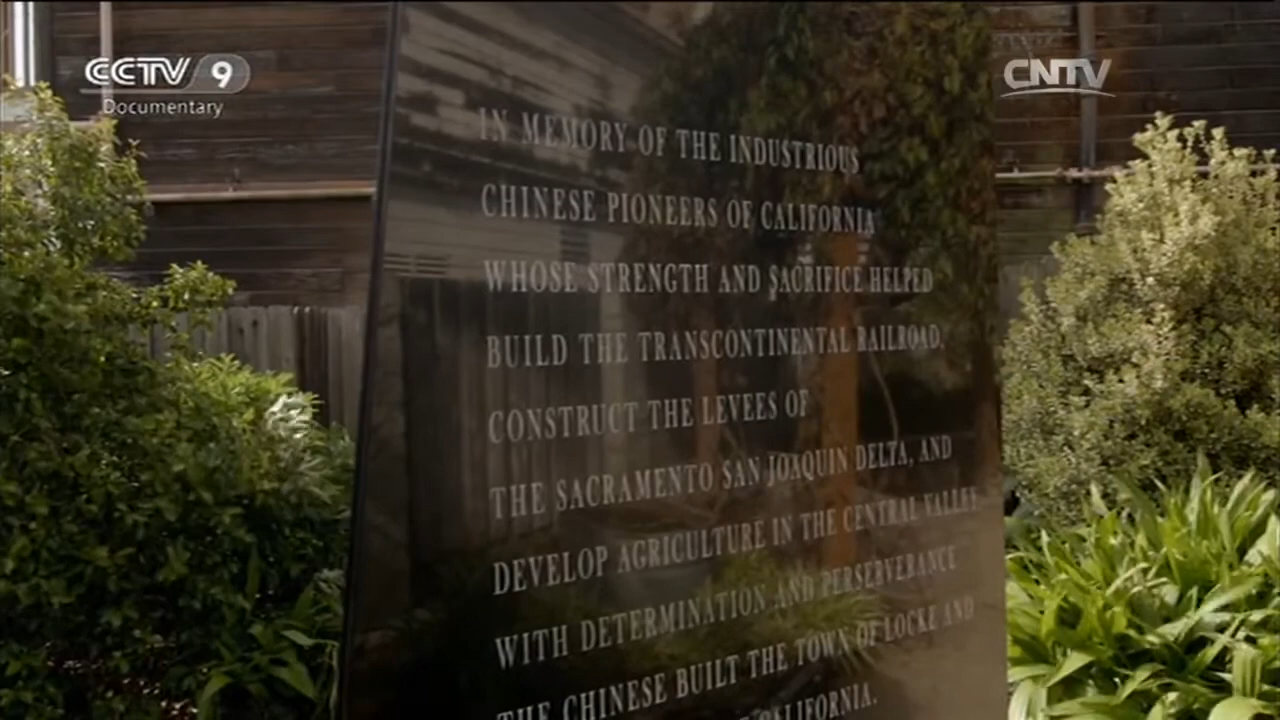 CCTV 9
Documentary
CNTV
IN MEMORY OF THE INDUSTRIOUS
CHINESE PIONEERS OF CALIFORNIA
WHOSE STRENGTH AND SACRIFICE HELPED
BUILD THE TRANSCONTINENTAL RAILROAD,
CONSTRUCT THE LEVEES OF
THE SACRAMENTO SAN JOAQUIN DELTA, AND
DEVELOP AGRICULTURE IN THE CENTRAL VALLEY
WITH DETERMINATION AND PERSERVERANCE
THE CHINESE BUILT THE TOWN OF LOCKE AND
CALIFORNIA.